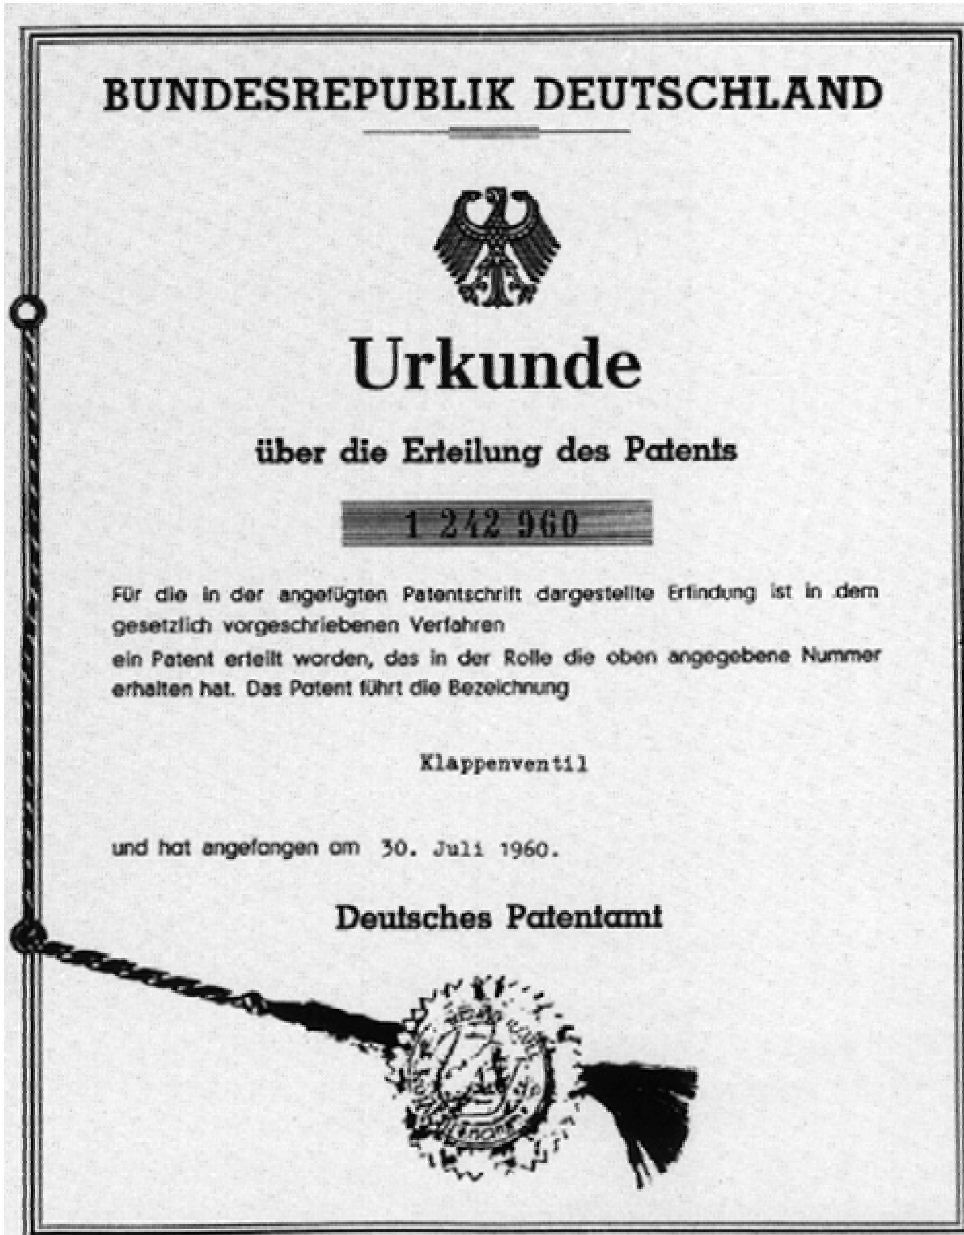 BUNDESREPUBLIK DEUTSCHLAND
Urkunde
über die Erteilung des Patents
1 242 960
Für die in der angefügten Patentschrift dargestellte Erfindung ist in dem
gesetzlich vorgeschriebenen Verfahren
ein Patent erteilt worden, das in der Rolle die oben angegebene Nummer
erhalten hat. Das Patent führt die Bezeichnung
Klappenventil
und hat angefangen am 30. Juli 1960.
Deutsches Patentamt